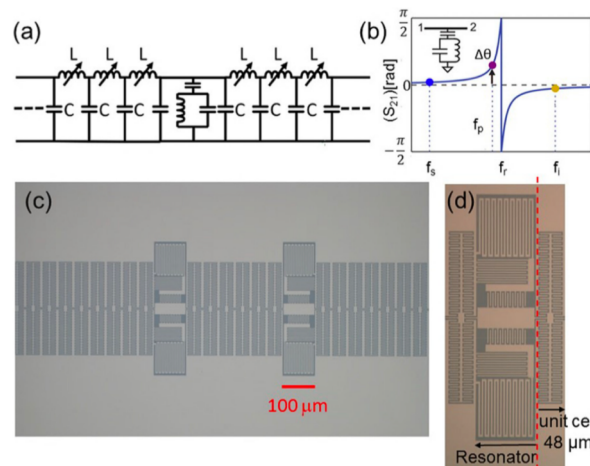 (a)
L L L L L L
C C C C C C
(b)
1 2
π/2
Δθ
0
(S21)[rad]
fp
−π/2
fs fr fi
(c)
100 μm
(d)
unit ce
48 μm
Resonator